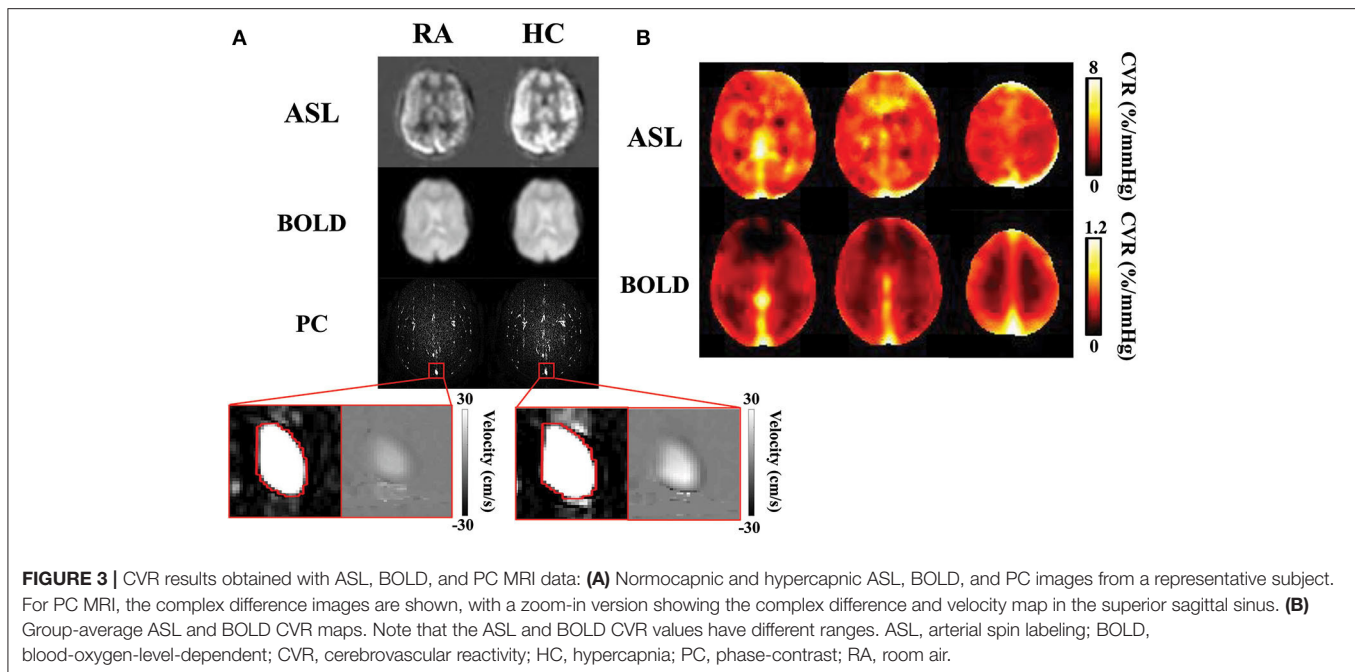 A
RA HC
ASL
BOLD
PC
30
Velocity (cm/s)
-30
30
Velocity (cm/s)
-30
B
ASL
8
CVR (%/mmHg)
0
BOLD
1.2
CVR (%/mmHg)
0
FIGURE 3 | CVR results obtained with ASL, BOLD, and PC MRI data: (A) Normocapnic and hypercapnic ASL, BOLD, and PC images from a representative subject.
For PC MRI, the complex difference images are shown, with a zoom-in version showing the complex difference and velocity map in the superior sagittal sinus. (B)
Group-average ASL and BOLD CVR maps. Note that the ASL and BOLD CVR values have different ranges. ASL, arterial spin labeling; BOLD,
blood-oxygen-level-dependent; CVR, cerebrovascular reactivity; HC, hypercapnia; PC, phase-contrast; RA, room air.